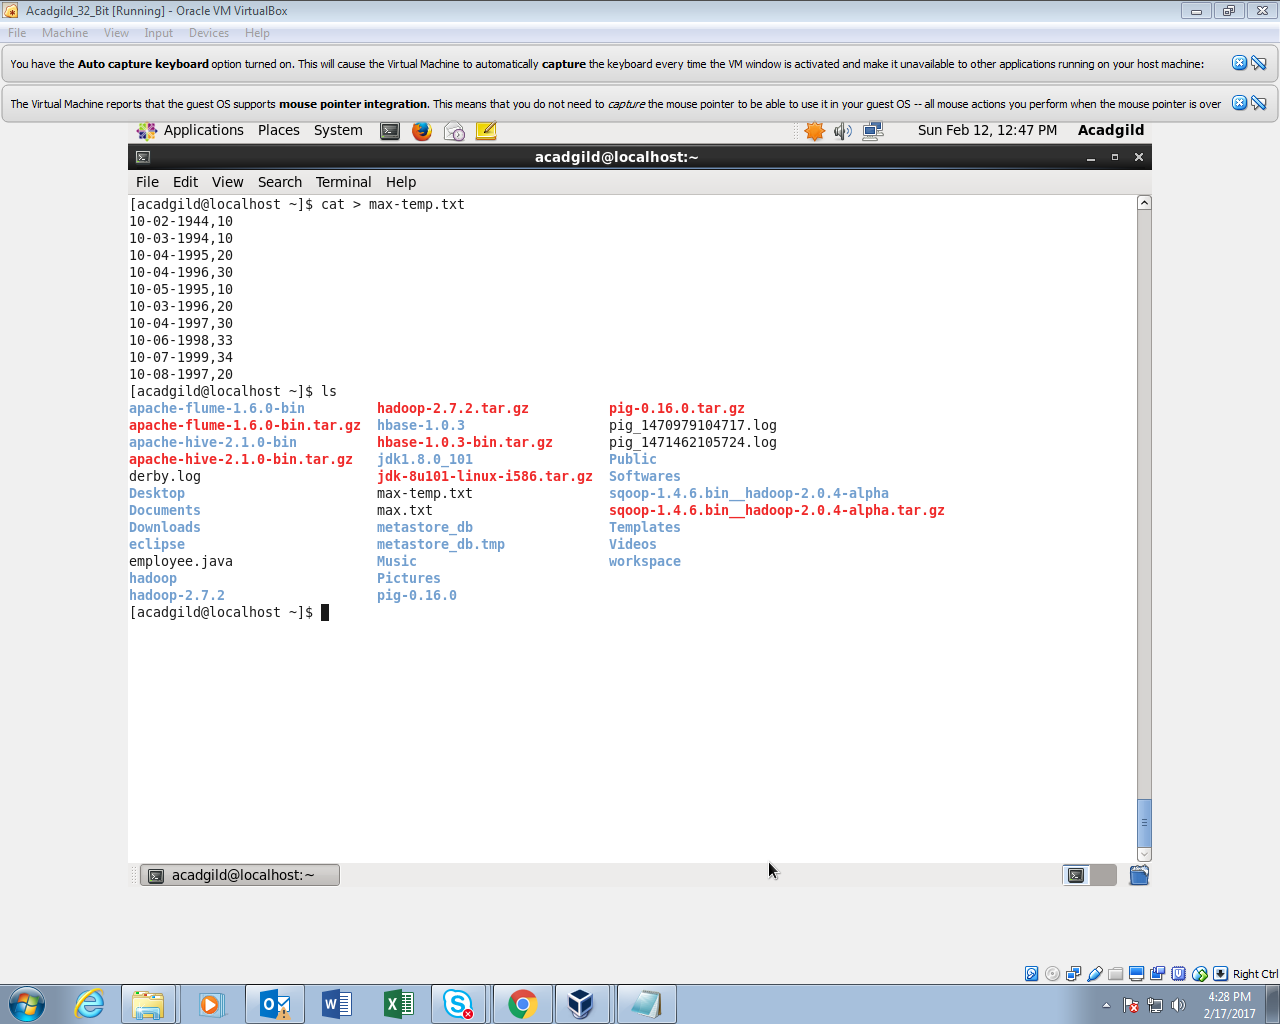 Acadgild_32_Bit [Running] - Oracle VM VirtualBox
File Machine View Input Devices Help
You have the Auto capture keyboard option turned on. This will cause the Virtual Machine to automatically capture the keyboard every time the VM window is activated and make it unavailable to other applications running on your host machine:
The Virtual Machine reports that the guest OS supports mouse pointer integration. This means that you do not need to capture the mouse pointer to be able to use it in your guest OS -- all mouse actions you perform when the mouse pointer is over
Applications Places System Sun Feb 12, 12:47 PM Acadgild
acadgild@localhost:~
File Edit View Search Terminal Help
[acadgild@localhost ~]$ cat > max-temp.txt
10-02-1944,10
10-03-1994,10
10-04-1995,20
10-04-1996,30
10-05-1995,10
10-03-1996,20
10-04-1997,30
10-06-1998,33
10-07-1999,34
10-08-1997,20
[acadgild@localhost ~]$ ls
apache-flume-1.6.0-bin hadoop-2.7.2.tar.gz pig-0.16.0.tar.gz
apache-flume-1.6.0-bin.tar.gz hbase-1.0.3 pig_1470979104717.log
apache-hive-2.1.0-bin hbase-1.0.3-bin.tar.gz pig_1471462105724.log
apache-hive-2.1.0-bin.tar.gz jdk1.8.0_101 Public
derby.log jdk-8u101-linux-i586.tar.gz Softwares
Desktop max-temp.txt sqoop-1.4.6.bin__hadoop-2.0.4-alpha
Documents max.txt sqoop-1.4.6.bin__hadoop-2.0.4-alpha.tar.gz
Downloads metastore_db Templates
eclipse metastore_db.tmp Videos
employee.java Music workspace
hadoop Pictures
hadoop-2.7.2 pig-0.16.0
[acadgild@localhost ~]$
acadgild@localhost:~
Right Ctrl
4:28 PM
2/17/2017